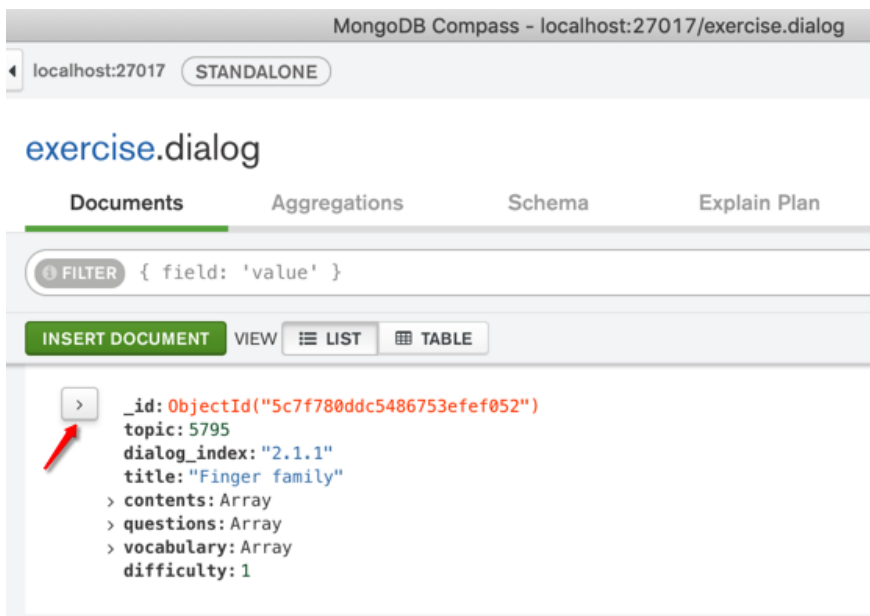 MongoDB Compass - localhost:27017/exercise.dialog
localhost:27017 STANDALONE
exercise.dialog
Documents Aggregations Schema Explain Plan
FILTER { field: 'value' }
INSERT DOCUMENT VIEW LIST TABLE
_id: ObjectId("5c7f780ddc5486753efef052")
topic: 5795
dialog_index: "2.1.1"
title: "Finger family"
> contents: Array
> questions: Array
> vocabulary: Array
difficulty: 1